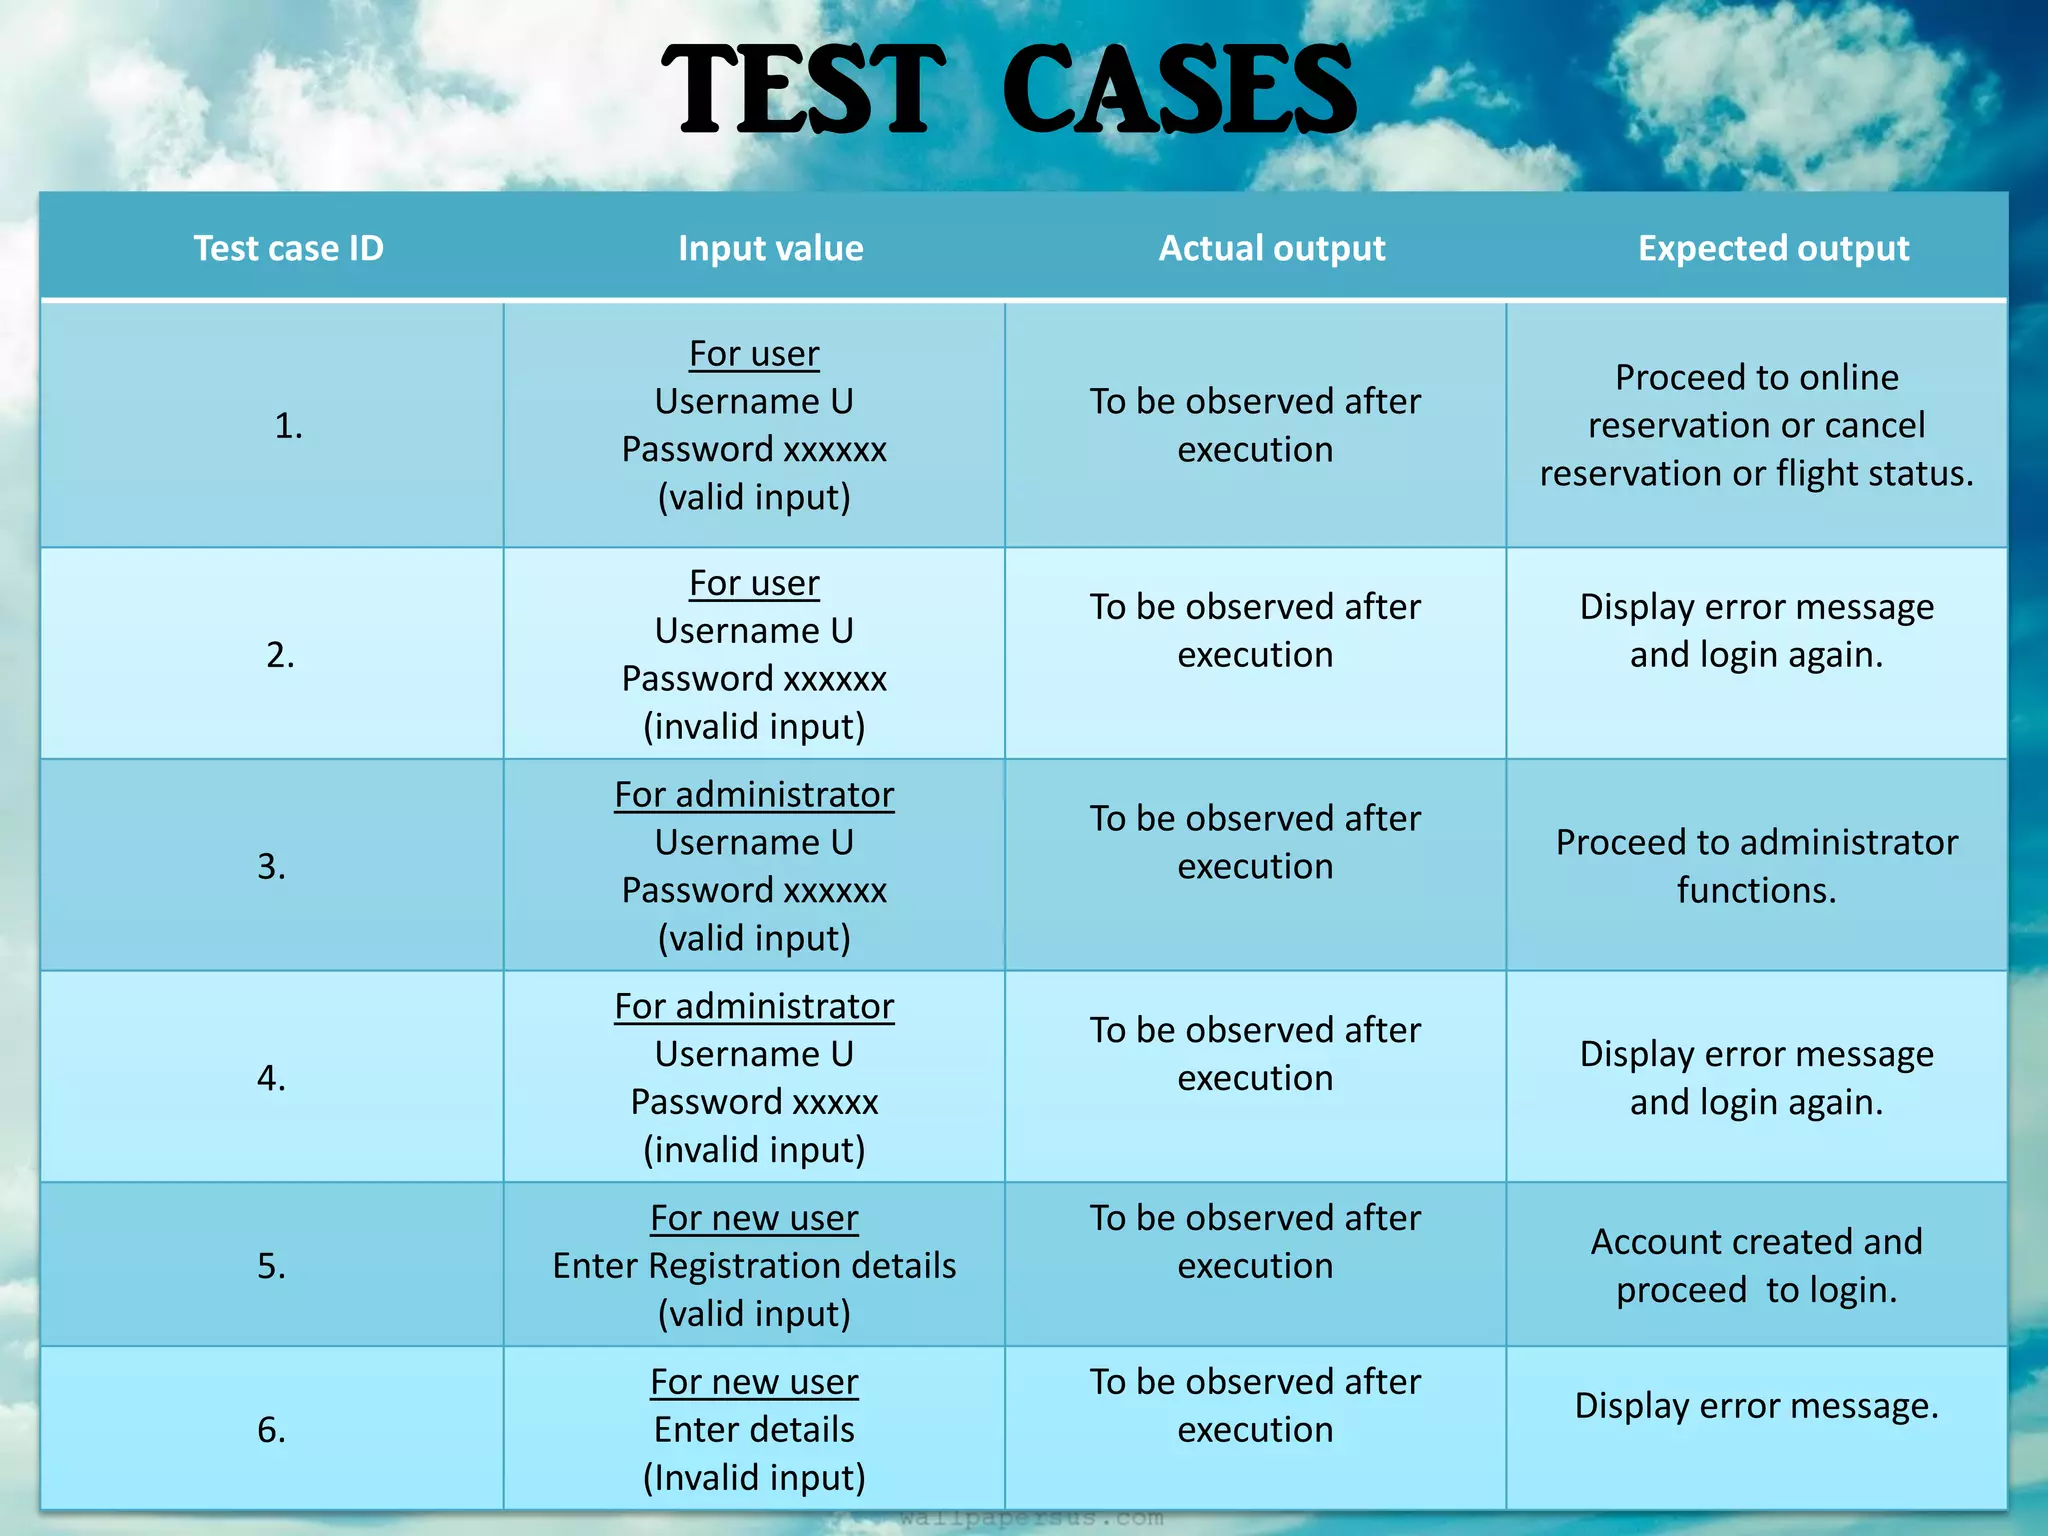 TEST CASES
Test case ID
Input value
Actual output
Expected output
1.
For user
Username U
Password xxxxxx
(valid input)
To be observed after
execution
Proceed to online
reservation or cancel
reservation or flight status.
2.
For user
Username U
Password xxxxxx
(invalid input)
To be observed after
execution
Display error message
and login again.
3.
For administrator
Username U
Password xxxxxx
(valid input)
To be observed after
execution
Proceed to administrator
functions.
4.
For administrator
Username U
Password xxxxx
(invalid input)
To be observed after
execution
Display error message
and login again.
5.
For new user
Enter Registration details
(valid input)
To be observed after
execution
Account created and
proceed  to login.
6.
For new user
Enter details
(Invalid input)
To be observed after
execution
Display error message.
wallpapersus.com